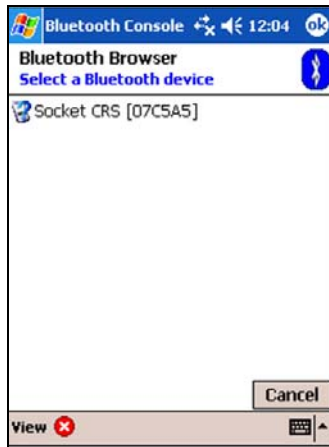 Bluetooth Console 12:04 ok
Bluetooth Browser
Select a Bluetooth device
Socket CRS [07C5A5]
Cancel
View